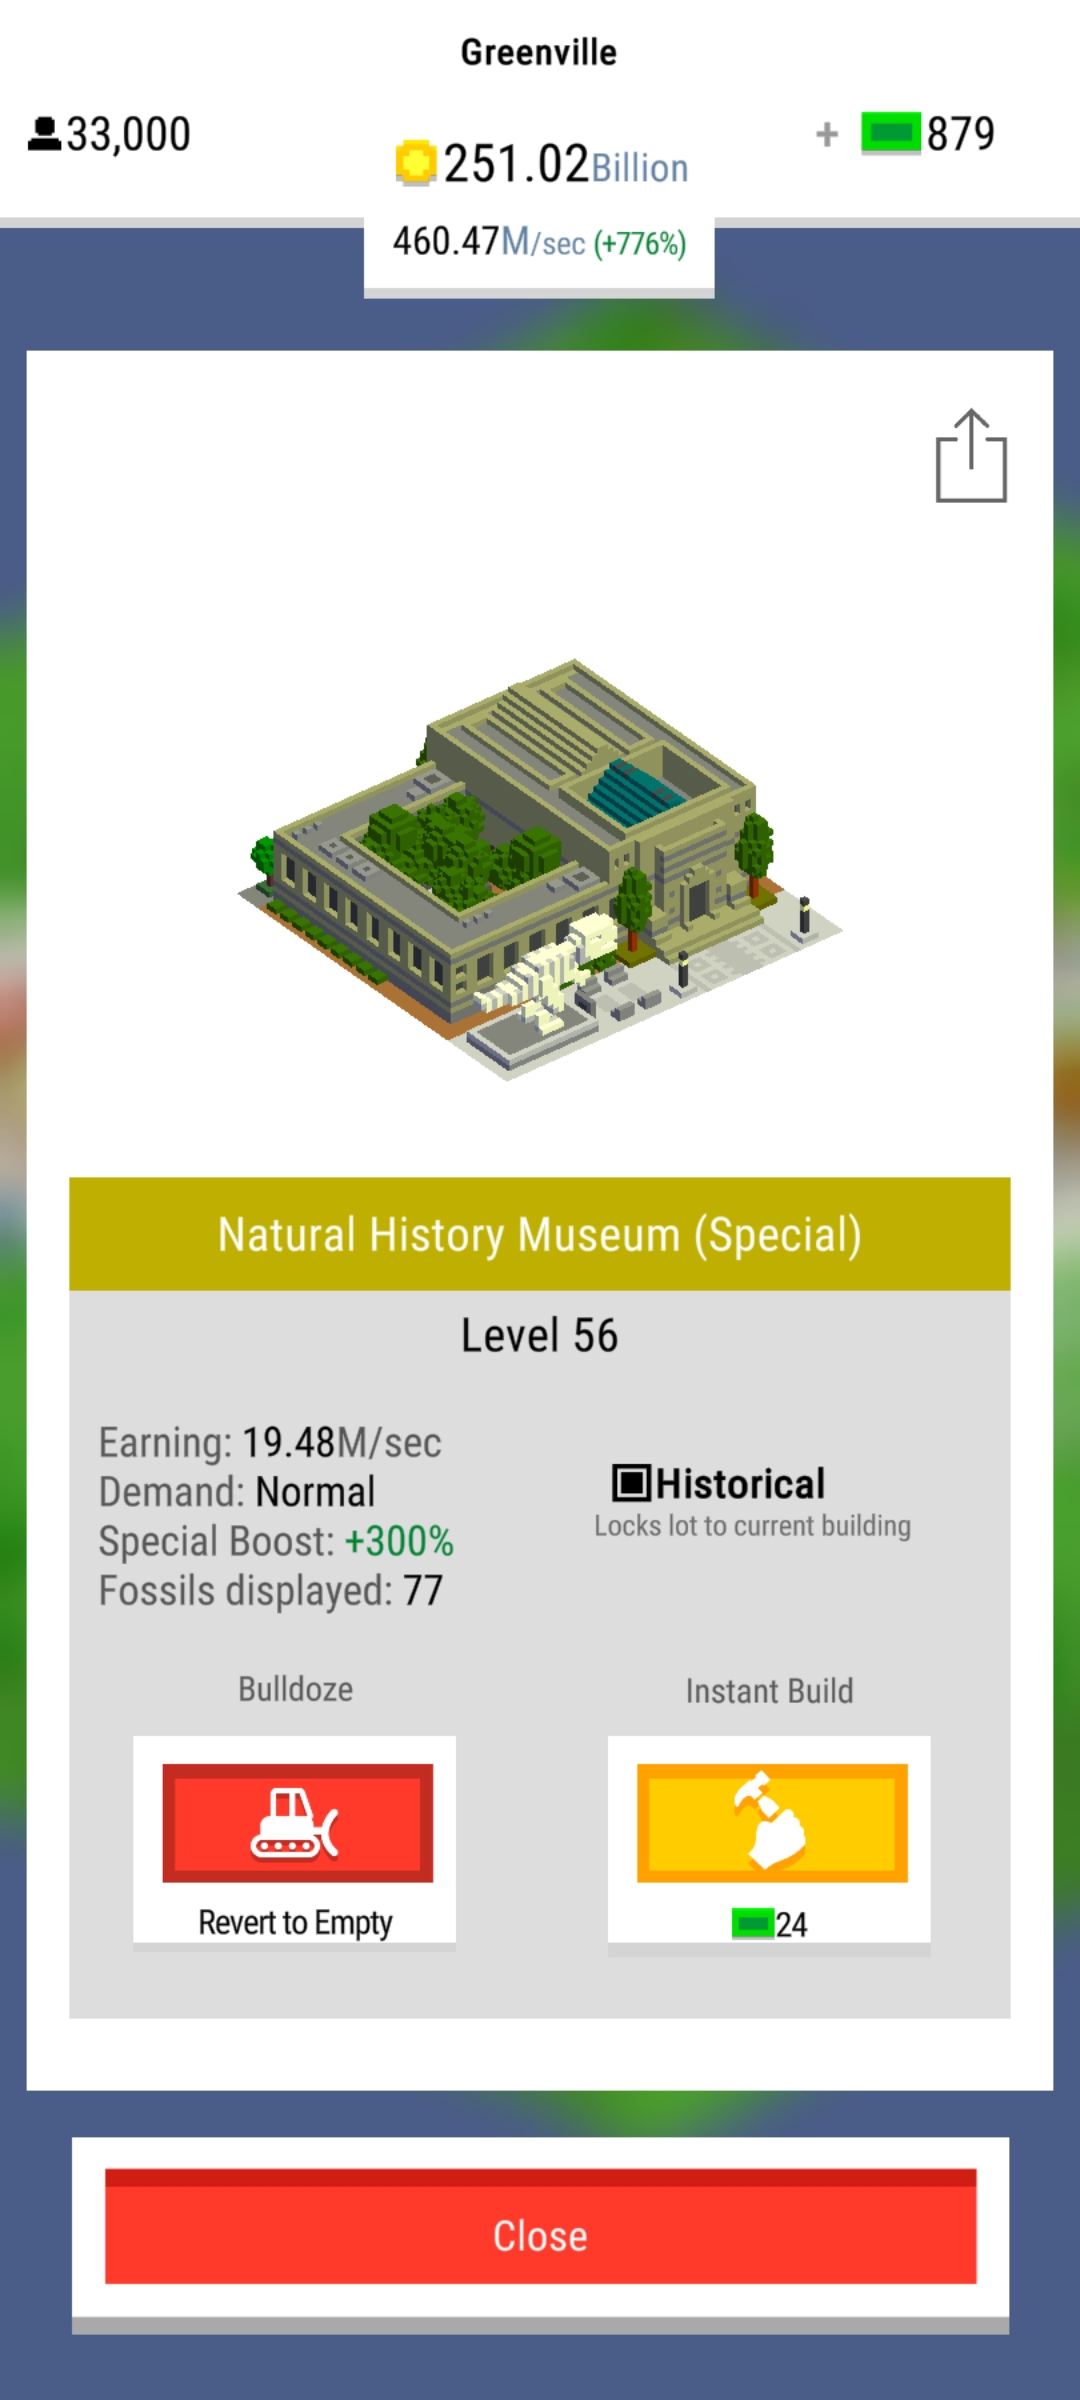 Greenville
33,000
251.02Billion
+ 879
460.47M/sec (+776%)
Natural History Museum (Special)
Level 56
Earning: 19.48M/sec
Demand: Normal
Special Boost: +300%
Fossils displayed: 77
Historical
Locks lot to current building
Bulldoze
Instant Build
Revert to Empty
24
Close